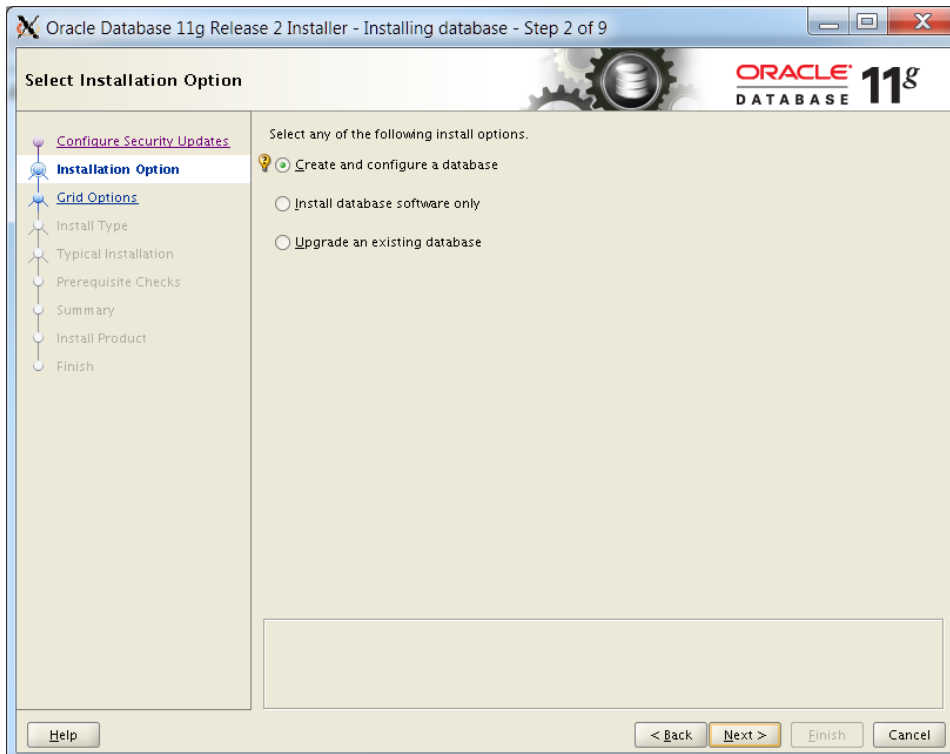 Oracle Database 11g Release 2 Installer - Installing database - Step 2 of 9
Select Installation Option
ORACLE
DATABASE 11g
Configure Security Updates
Installation Option
Grid Options
Install Type
Typical Installation
Prerequisite Checks
Summary
Install Product
Finish
Select any of the following install options.
Create and configure a database
Install database software only
Upgrade an existing database
Help
< Back
Next >
Finish
Cancel